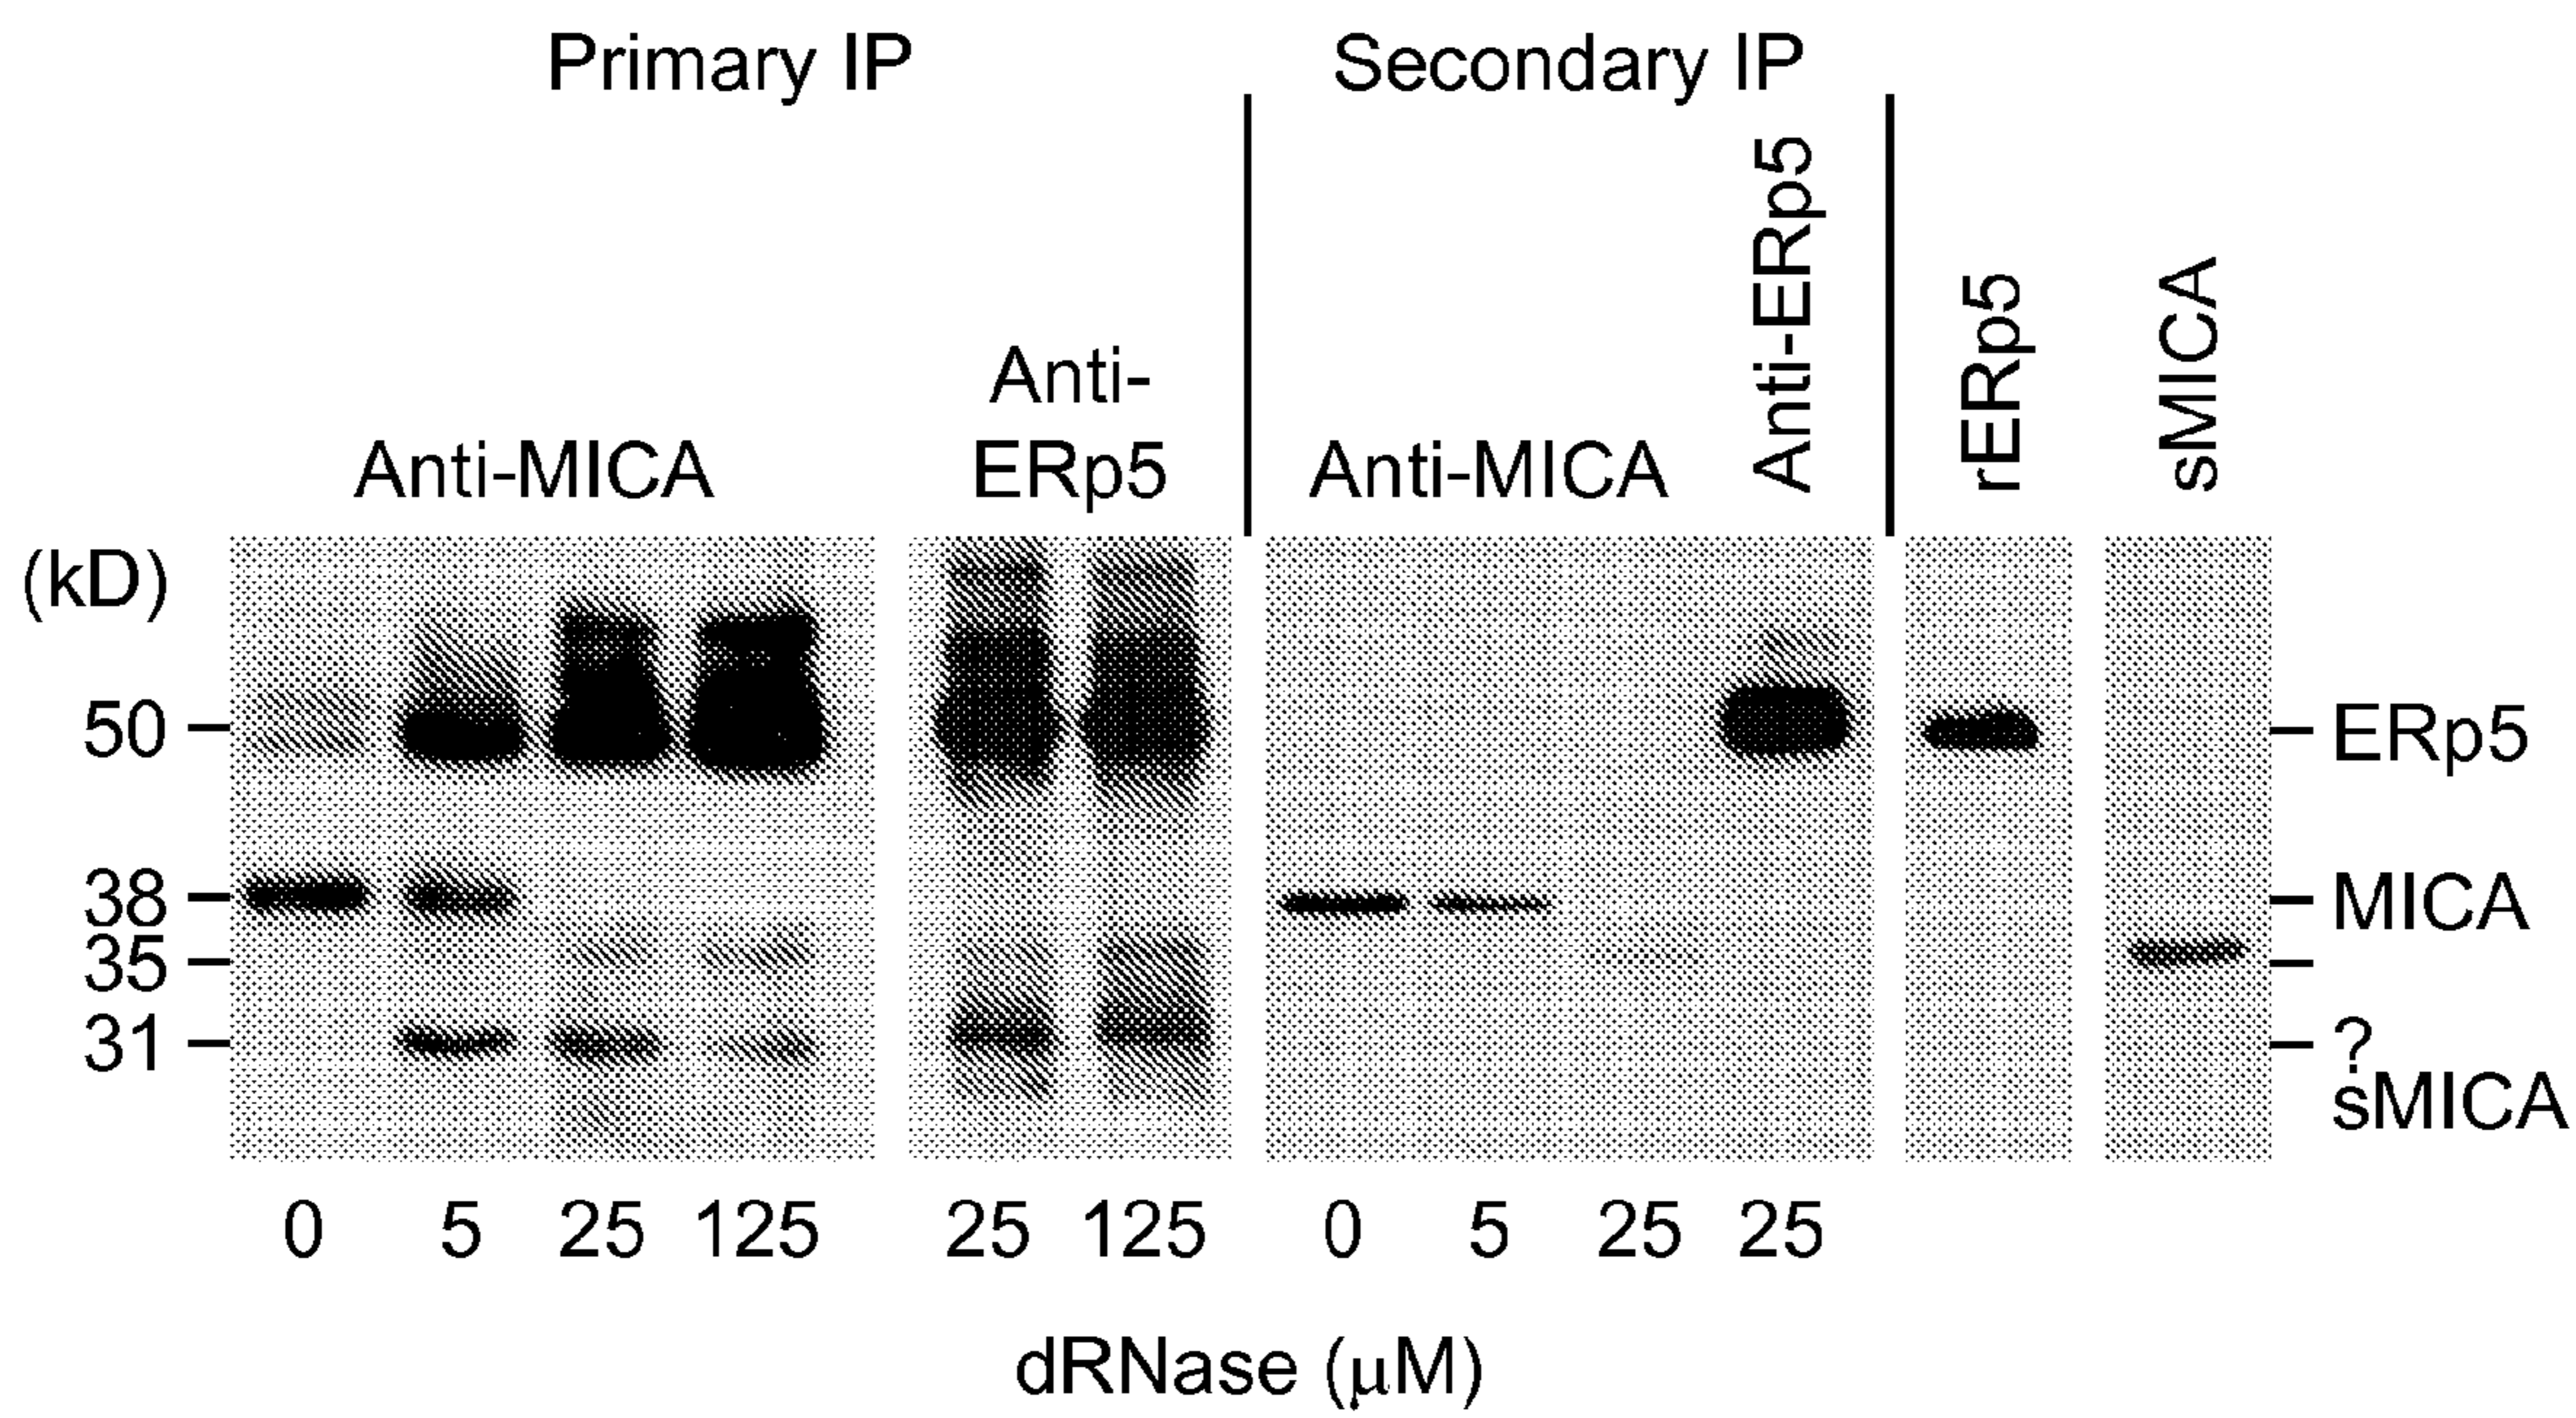 Primary IP
Secondary IP
Anti-MICA
Anti-
ERp5
Anti-MICA
Anti-ERp5
rERp5
sMICA
(kD)
50
38
35
31
ERp5
MICA
?
sMICA
0 5 25 125 25 125 0 5 25 25
dRNase (μM)